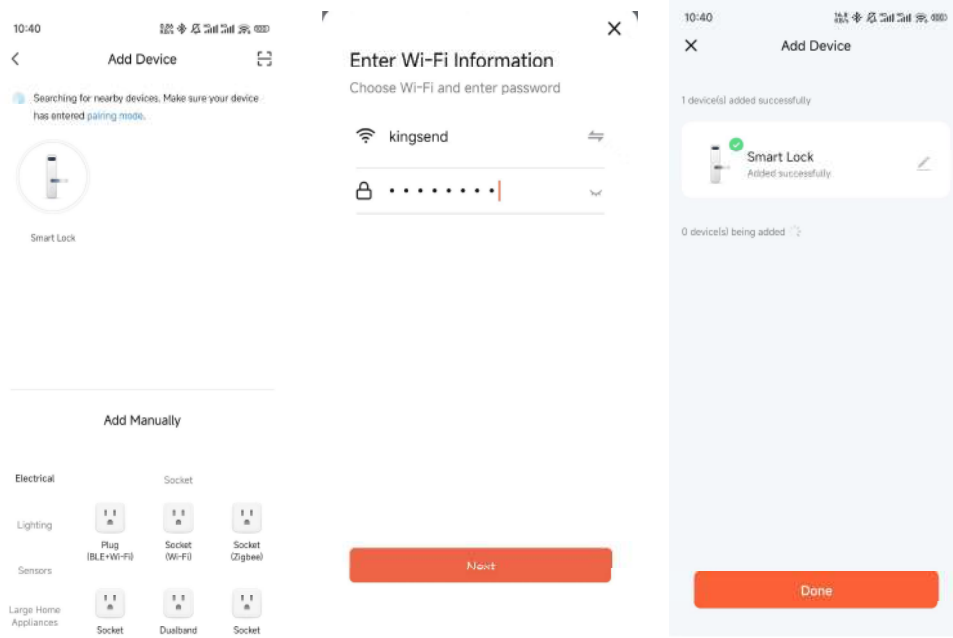 10:40
Add Device
Searching for nearby devices. Make sure your device
has entered pairing mode.
Smart Lock
Add Manually
Electrical
Socket
Lighting
Plug
(BLE+Wi-Fi)
Socket
(Wi-Fi)
Socket
(Zigbee)
Sensors
Large Home
Appliances
Socket
Dualband
Socket
Enter Wi-Fi Information
Choose Wi-Fi and enter password
kingsend
Next
10:40
Add Device
1 device(s) added successfully
Smart Lock
Added successfully
0 device(s) being added
Done